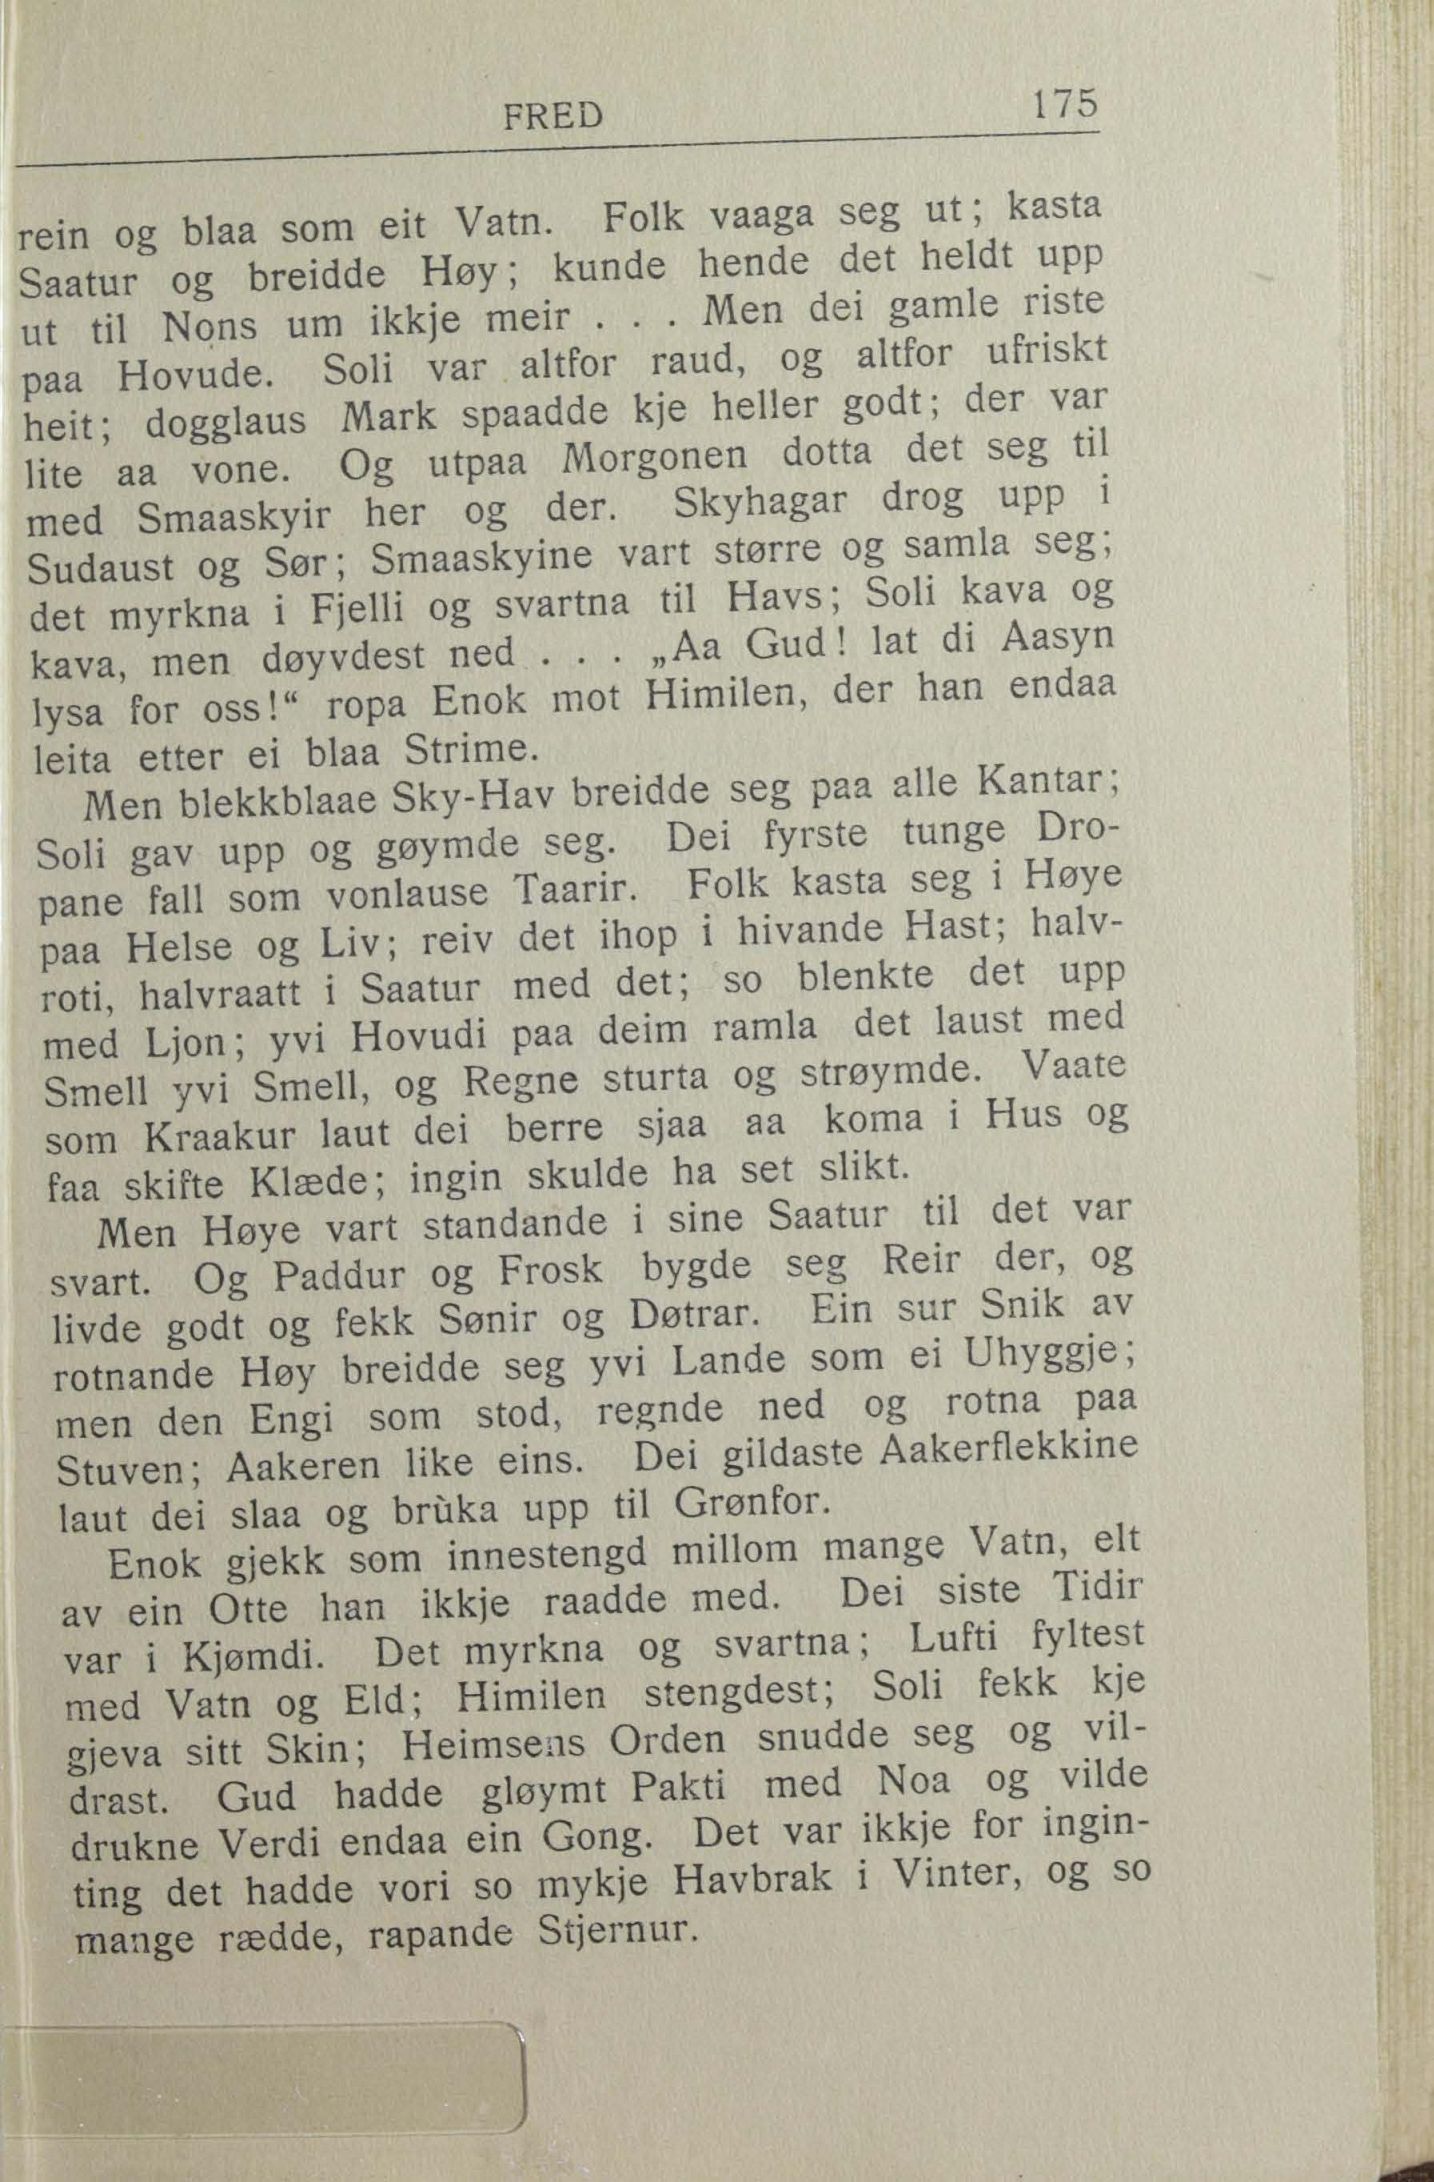 FRED 175
rein og blaa som eit Vatn. Folk vaaga seg ut; kasta
Saatur og breidde Høy; kunde hende det heldt upp
ut til Nons um ikkje meir . . . Men dei gamle riste
paa Hovude. Soli var altfor raud, og altfor ufriskt
heit; dogglaus Mark spaadde kje heller godt; der var
lite aa vone. Og utpaa Morgonen dotta det seg til
med Smaaskyir her og der. Skyhagar drog upp i
Sudaust og Sør; Smaaskyine vart større og samla seg;
det myrkna i Fjelli og svartna til Havs; Soli kava og
kava, men døyvdest ned . . . „Aa Gud! lat di Aasyn
lysa for oss!“ ropa Enok mot Himilen, der han endaa
leita etter ei blaa Strime.
Men blekkblaae Sky-Hav breidde seg paa alle Kantar;
Soli gav upp og gøymde seg. Dei fyrste tunge Dro-
pane fall som vonlause Taarir. Folk kasta seg i Høye
paa Helse og Liv; reiv det ihop i hivande Hast; halv-
roti, halvraatt i Saatur med det; so blenkte det upp
med Ljon; yvi Hovudi paa deim ramla det laust med
Smell yvi Smell, og Regne sturta og strøymde. Vaate
som Kraakur laut dei berre sjaa aa koma i Hus og
faa skifte Klæde; ingin skulde ha set slikt.
Men Høye vart standande i sine Saatur til det var
svart. Og Paddur og Frosk bygde seg Reir der, og
livde godt og fekk Sønir og Døtrar. Ein sur Snik av
rotnande Høy breidde seg yvi Lande som ei Uhyggje;
men den Engi som stod, regnde ned og rotna paa
Stuven; Aakeren like eins. Dei gildaste Aakerflekkine
laut dei slaa og brùka upp til Grønfor.
Enok gjekk som innestengd millom mange Vatn, elt
av ein Otte han ikkje raadde med. Dei siste Tidir
var i Kjømdi. Det myrkna og svartna; Lufti fyltest
med Vatn og Eld; Himilen stengdest; Soli fekk kje
gjeva sitt Skin; Heimsens Orden snudde seg og vil-
drast. Gud hadde gløymt Pakti med Noa og vilde
drukne Verdi endaa ein Gong. Det var ikkje for ingin-
ting det hadde vori so mykje Havbrak i Vinter, og so
mange rædde, rapande Stjernur.